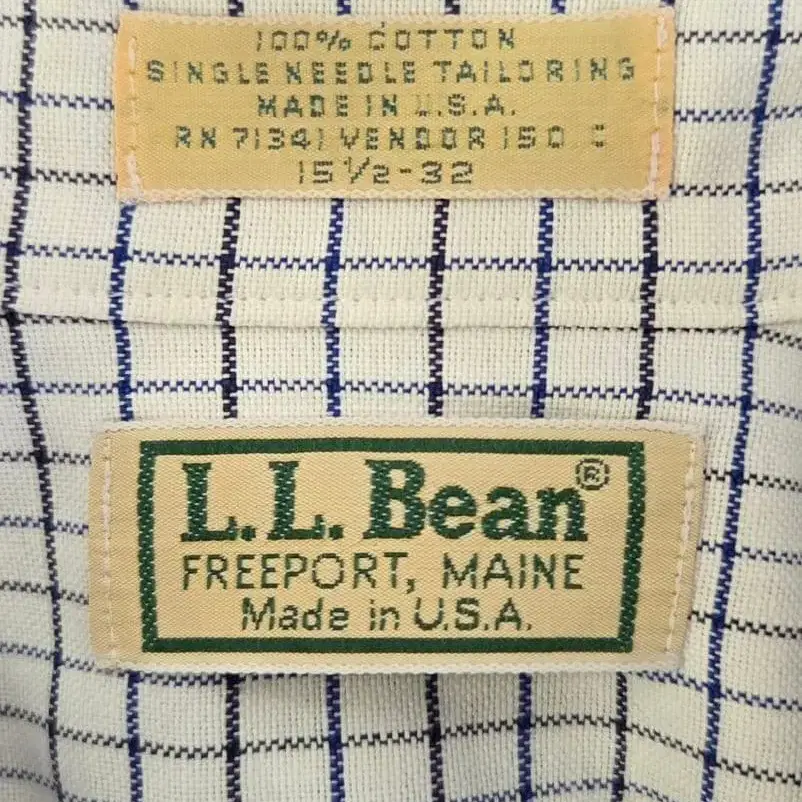 100% COTTON
SINGLE NEEDLE TAILORING
MADE IN U.S.A.
RN 71341 VENDOR 150 C
15 1/2-32
L.L.Bean®
FREEPORT, MAINE
Made in U.S.A.